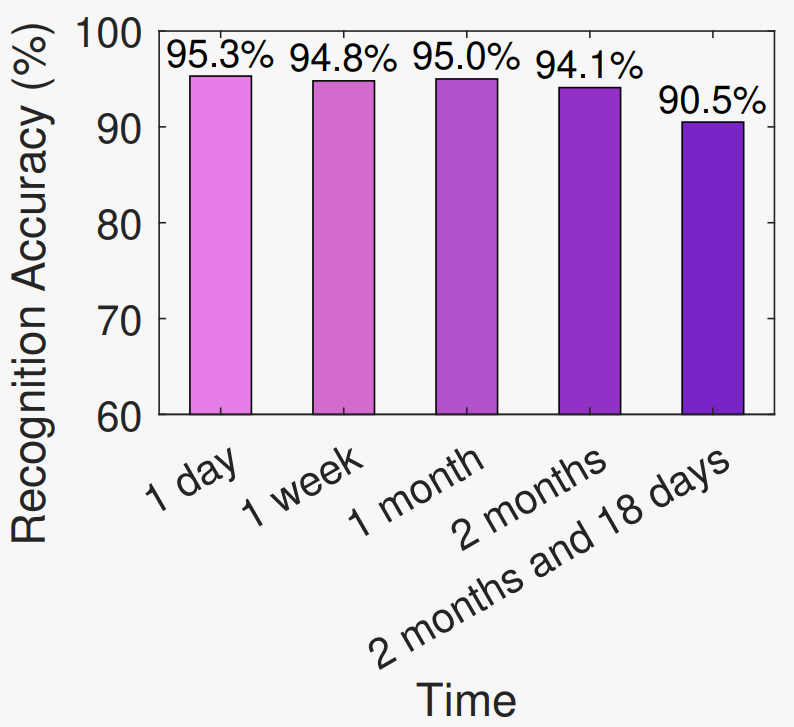 Recognition Accuracy (%)
100
90
80
70
60
95.3%
94.8%
95.0%
94.1%
90.5%
1 day
1 week
1 month
2 months
2 months and 18 days
Time